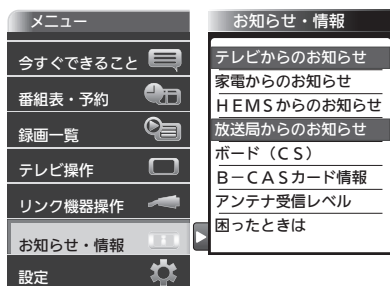 メニュー
今すぐできること
番組表・予約
録画一覧
テレビ操作
リンク機器操作
お知らせ・情報
設定
お知らせ・情報
テレビからのお知らせ
家電からのお知らせ
ＨＥＭＳからのお知らせ
放送局からのお知らせ
ボード（ＣＳ）
Ｂ－ＣＡＳカード情報
アンテナ受信レベル
困ったときは